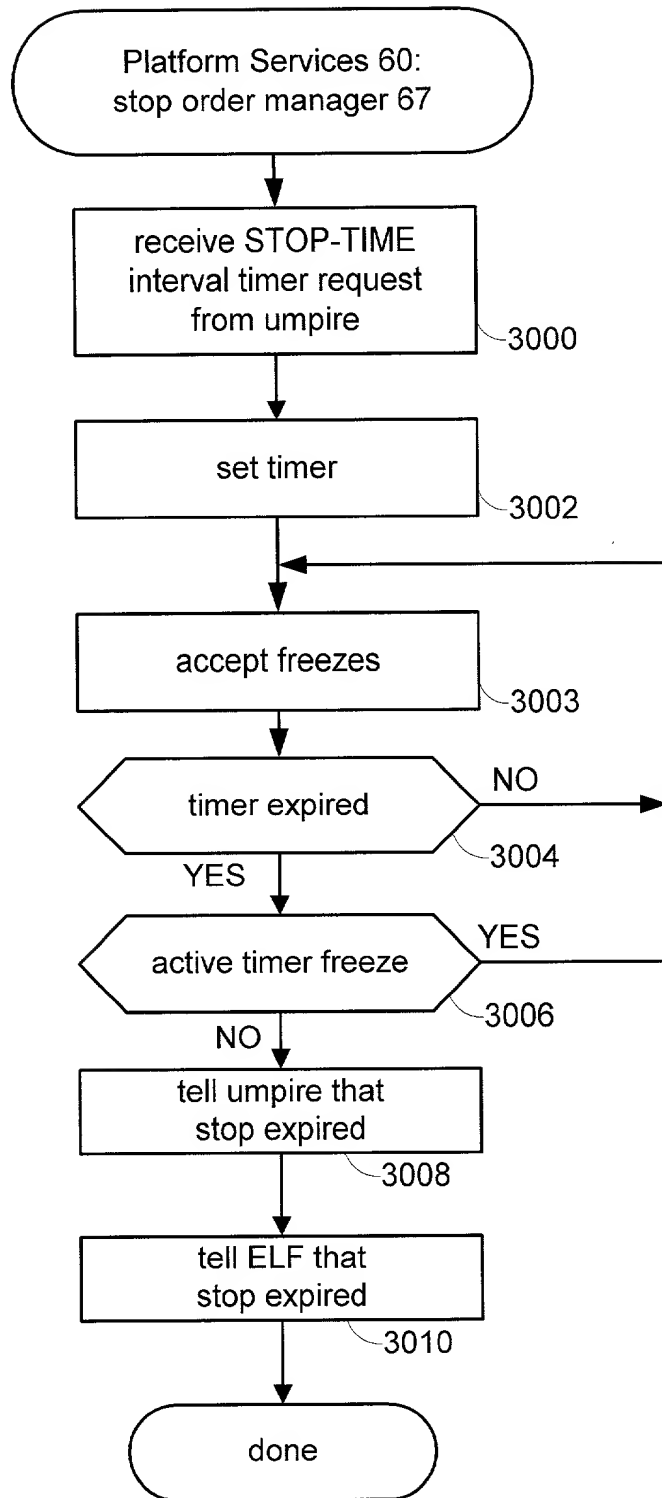 Platform Services 60:
stop order manager 67
receive STOP-TIME
interval timer request
from umpire
3000
set timer
3002
accept freezes
3003
timer expired
NO
3004
YES
active timer freeze
YES
3006
NO
tell umpire that
stop expired
3008
tell ELF that
stop expired
3010
done